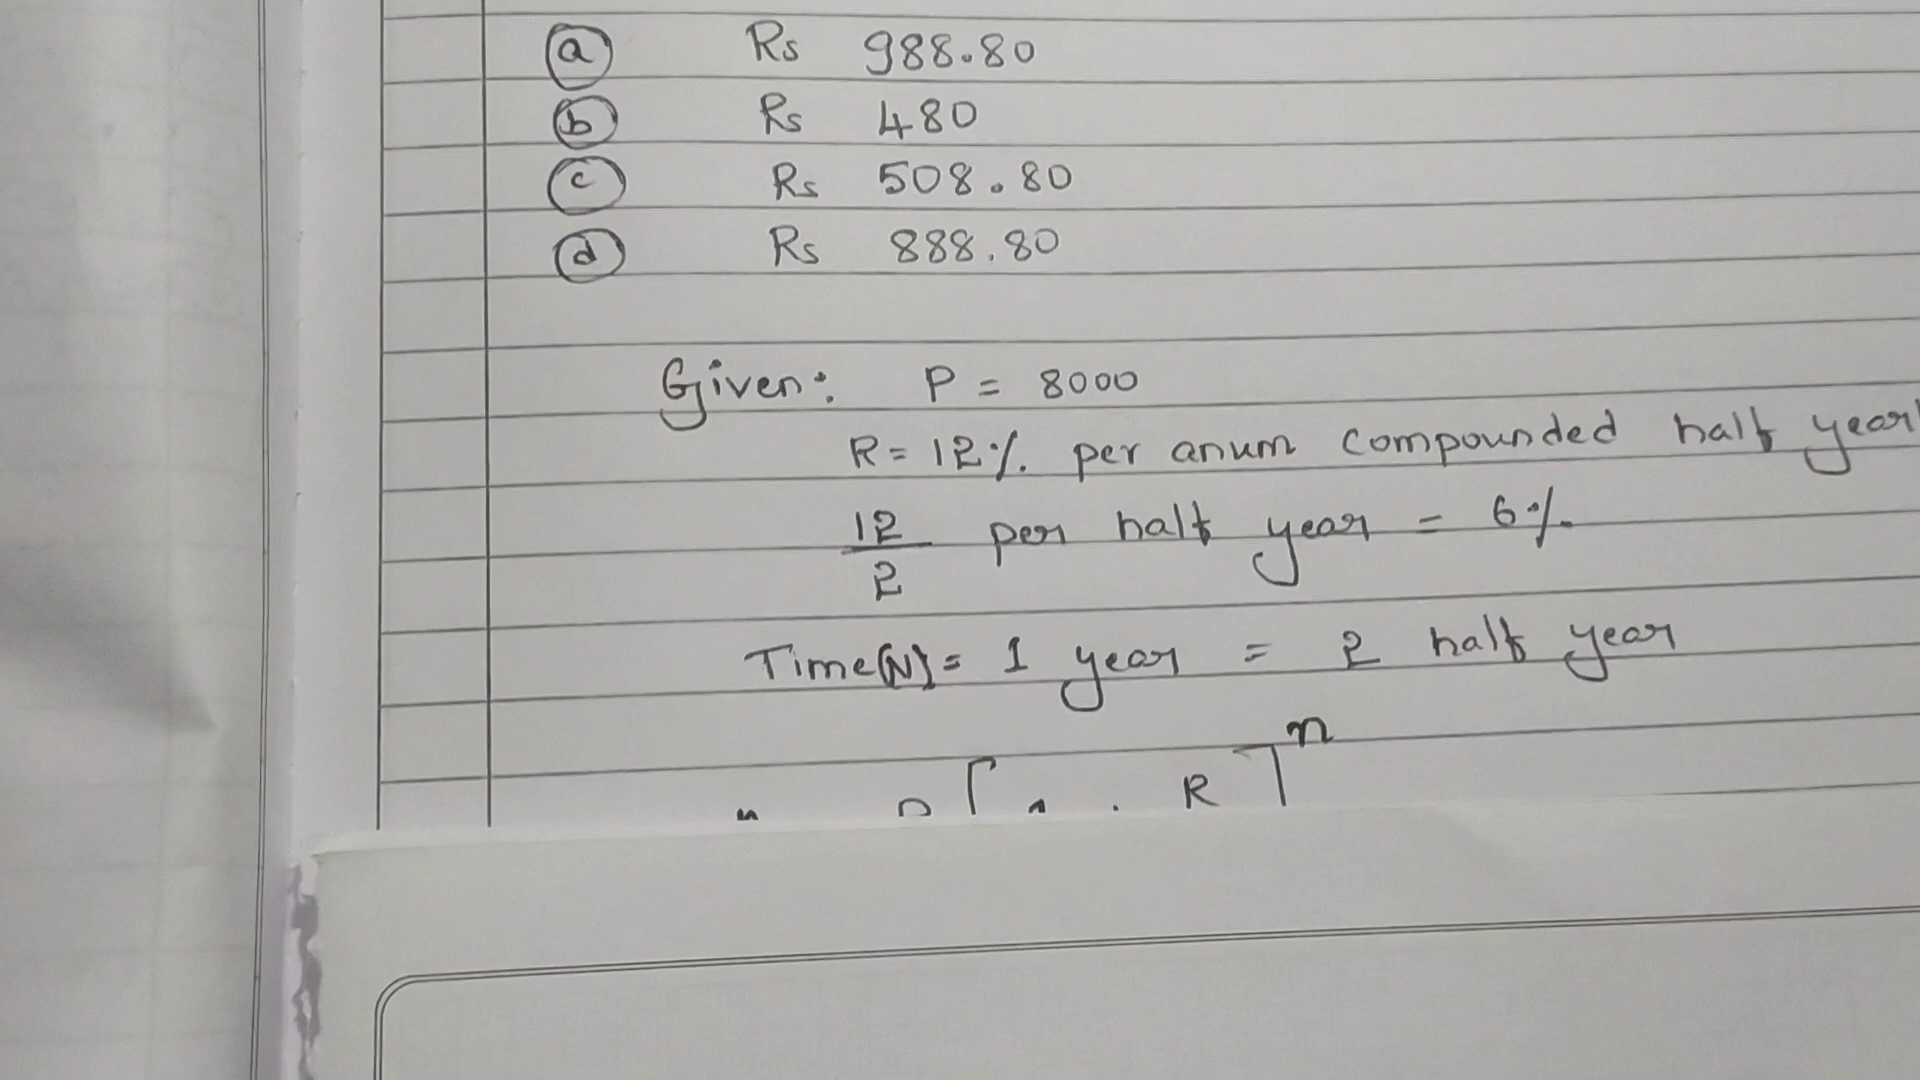 a Rs 988.80
b Rs 480
c Rs 508.80
d Rs 888.80
Given: P = 8000
R = 12% per anum compounded half
12/2 per half year = 6%
Time(N) = 1 year = 2 half year
[ R ]^n